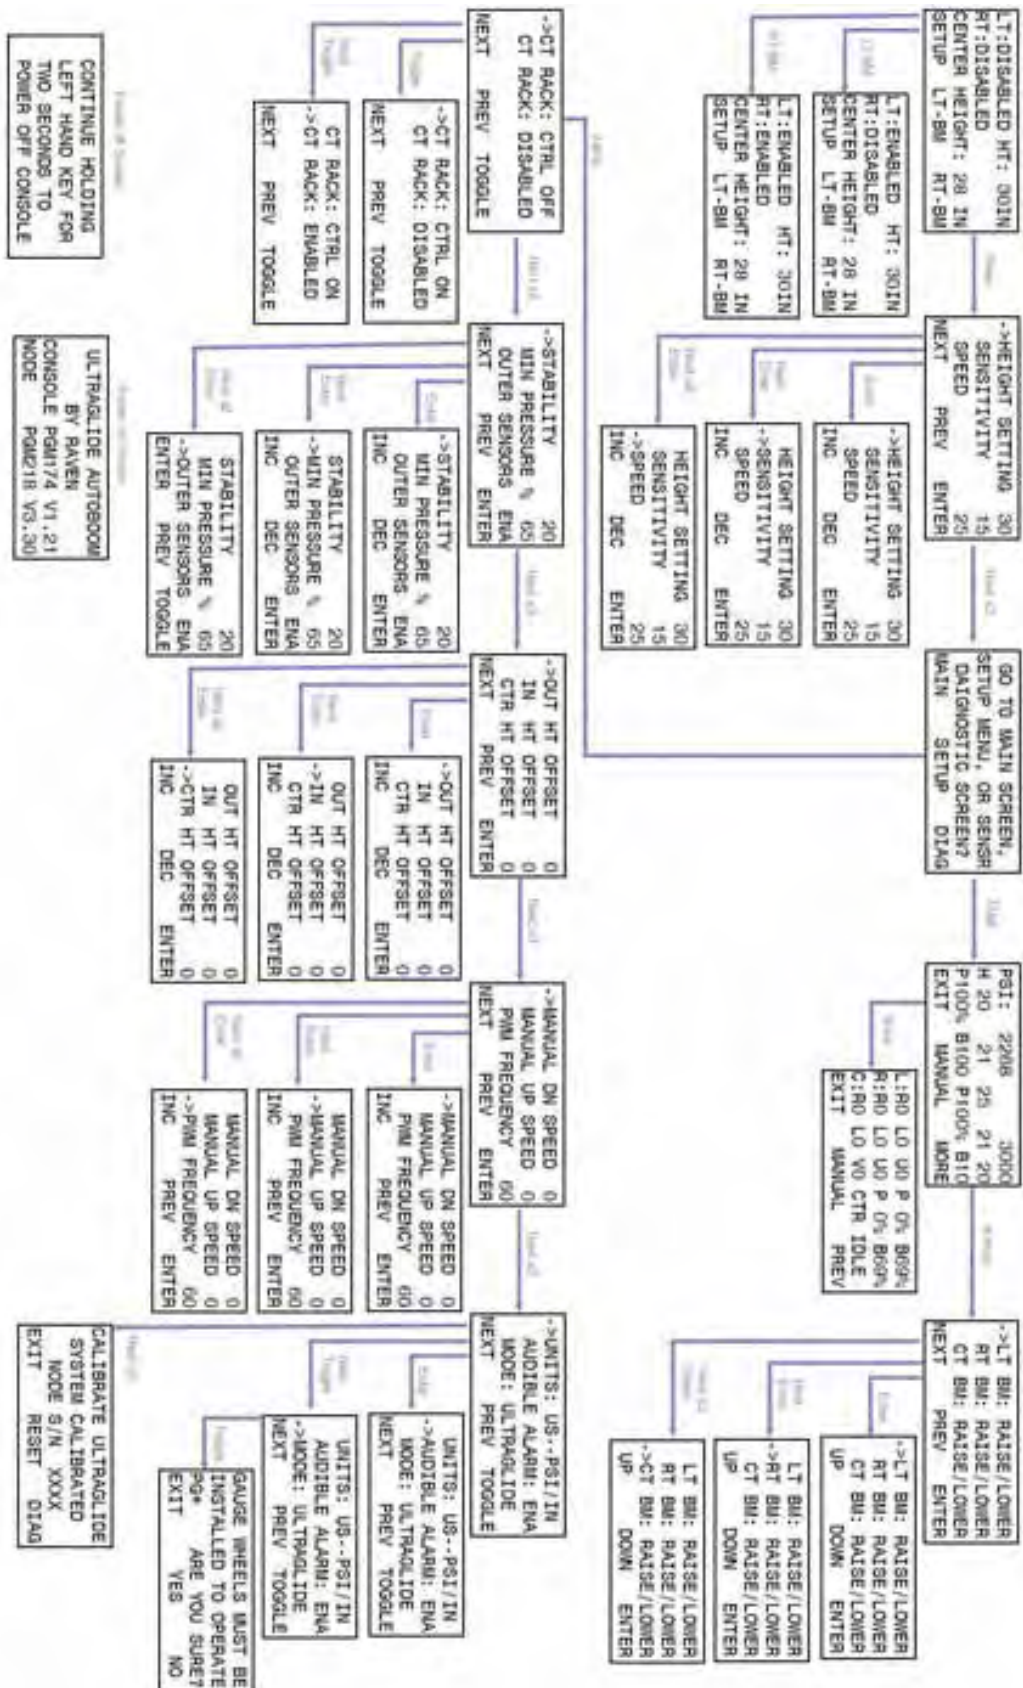 LT:DISABLED HT: 30IN
RT:DISABLED
CENTER HEIGHT: 28 IN
SETUP LT-BM RT-BM
LT:ENABLED HT: 30IN
RT:DISABLED
CENTER HEIGHT: 28 IN
SETUP LT-BM RT-BM
LT:ENABLED HT: 30IN
RT:ENABLED
CENTER HEIGHT: 28 IN
SETUP LT-BM RT-BM
->HEIGHT SETTING 30
SENSITIVITY 15
SPEED 25
NEXT PREV ENTER
->HEIGHT SETTING 30
SENSITIVITY 15
SPEED 25
INC DEC ENTER
HEIGHT SETTING 30
->SENSITIVITY 15
SPEED 25
INC DEC ENTER
HEIGHT SETTING 30
SENSITIVITY 15
->SPEED 25
INC DEC ENTER
GO TO MAIN SCREEN,
SETUP MENU, OR SENSR
DAIGNOSTIC SCREEN?
MAIN SETUP DIAG
PSI: 2268 3000
H 20 21 25 21 20
P100% B100 P100% B10
EXIT MANUAL MORE
L:RO LO UO P 0% B69%
R:RO LO UO P 0% B69%
C:RO LO VO CTR IDLE
EXIT MANUAL PREV
->LT BM: RAISE/LOWER
RT BM: RAISE/LOWER
CT BM: RAISE/LOWER
NEXT PREV ENTER
->LT BM: RAISE/LOWER
RT BM: RAISE/LOWER
CT BM: RAISE/LOWER
UP DOWN ENTER
LT BM: RAISE/LOWER
->RT BM: RAISE/LOWER
CT BM: RAISE/LOWER
UP DOWN ENTER
LT BM: RAISE/LOWER
RT BM: RAISE/LOWER
->CT BM: RAISE/LOWER
UP DOWN ENTER
->CT RACK: CTRL OFF
CT RACK: DISABLED
NEXT PREV TOGGLE
->CT RACK: CTRL ON
CT RACK: DISABLED
NEXT PREV TOGGLE
CT RACK: CTRL ON
->CT RACK: ENABLED
NEXT PREV TOGGLE
->STABILITY 20
MIN PRESSURE % 65
OUTER SENSORS ENA
NEXT PREV ENTER
->STABILITY 20
MIN PRESSURE % 65
OUTER SENSORS ENA
INC DEC ENTER
STABILITY 20
->MIN PRESSURE % 65
OUTER SENSORS ENA
INC DEC ENTER
STABILITY 20
MIN PRESSURE % 65
->OUTER SENSORS ENA
ENTER PREV TOGGLE
->OUT HT OFFSET 0
IN HT OFFSET 0
CTR HT OFFSET 0
NEXT PREV ENTER
->OUT HT OFFSET 0
IN HT OFFSET 0
CTR HT OFFSET 0
INC DEC ENTER
OUT HT OFFSET 0
->IN HT OFFSET 0
CTR HT OFFSET 0
INC DEC ENTER
OUT HT OFFSET 0
IN HT OFFSET 0
->CTR HT OFFSET 0
INC DEC ENTER
->MANUAL DN SPEED 0
MANUAL UP SPEED 0
PWM FREQUENCY 60
NEXT PREV ENTER
->MANUAL DN SPEED 0
MANUAL UP SPEED 0
PWM FREQUENCY 60
INC PREV ENTER
MANUAL DN SPEED 0
->MANUAL UP SPEED 0
PWM FREQUENCY 60
INC PREV ENTER
MANUAL DN SPEED 0
MANUAL UP SPEED 0
->PWM FREQUENCY 60
INC PREV ENTER
->UNITS: US--PSI/IN
AUDIBLE ALARM: ENA
MODE: ULTRAGLIDE
NEXT PREV TOGGLE
UNITS: US--PSI/IN
->AUDIBLE ALARM: ENA
MODE: ULTRAGLIDE
NEXT PREV TOGGLE
UNITS: US--PSI/IN
AUDIBLE ALARM: ENA
->MODE: ULTRAGLIDE
NEXT PREV TOGGLE
GAUGE WHEELS MUST BE
INSTALLED TO OPERATE
PG* ARE YOU SURE?
EXIT YES NO
CALIBRATE ULTRAGLIDE
SYSTEM CALIBRATED
NODE S/N XXXX
EXIT RESET DIAG
CONTINUE HOLDING
LEFT HAND KEY FOR
TWO SECONDS TO
POWER OFF CONSOLE
ULTRAGLIDE AUTOBOOM
BY RAVEN
CONSOLE PGM174 V1.21
NODE PGM218 V3.30